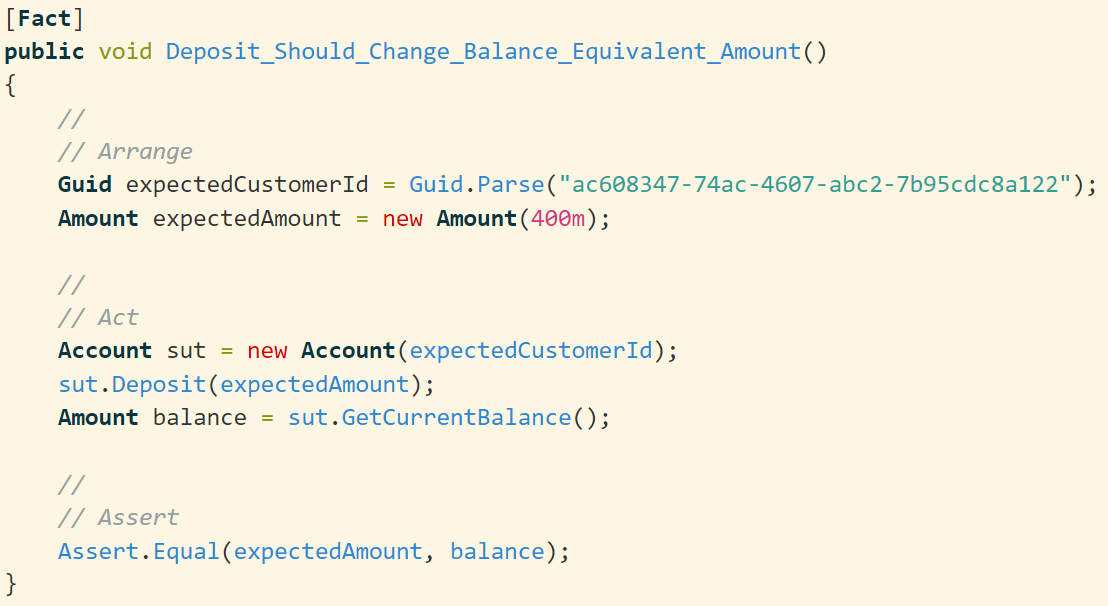 [Fact]
public void Deposit_Should_Change_Balance_Equivalent_Amount()
{
    //
    // Arrange
    Guid expectedCustomerId = Guid.Parse("ac608347-74ac-4607-abc2-7b95cdc8a122");
    Amount expectedAmount = new Amount(400m);

    //
    // Act
    Account sut = new Account(expectedCustomerId);
    sut.Deposit(expectedAmount);
    Amount balance = sut.GetCurrentBalance();

    //
    // Assert
    Assert.Equal(expectedAmount, balance);
}